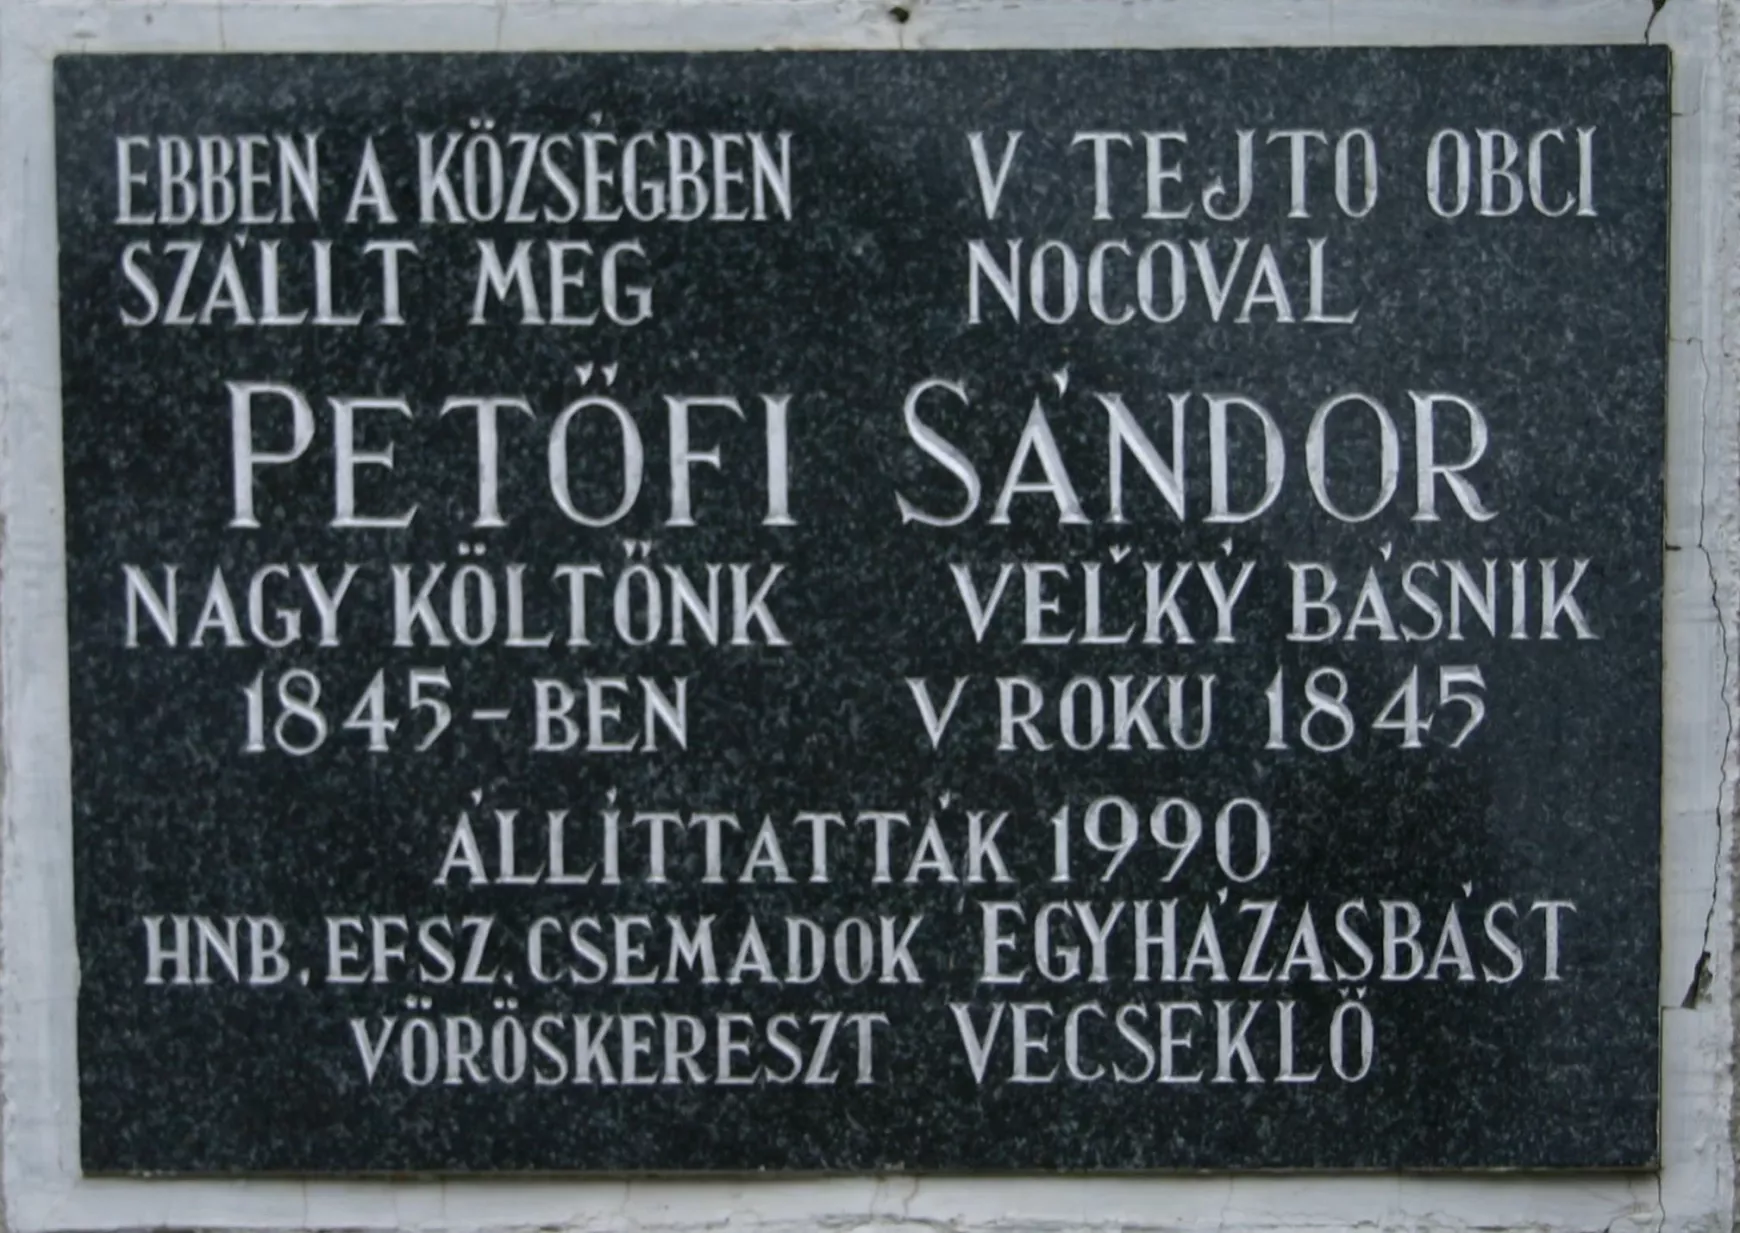 EBBEN A KÖZSÉGBEN V TEJTO OBCI
SZÁLLT MEG NOCOVAL
PETŐFI SÁNDOR
NAGY KÖLTŐNK VEĽKÝ BÁSNIK
1845-BEN V ROKU 1845
ÁLLÍTTATTÁK 1990
HNB, EFSZ, CSEMADOK EGYHÁZASBÁST
VÖRÖSKERESZT VECSEKLŐ